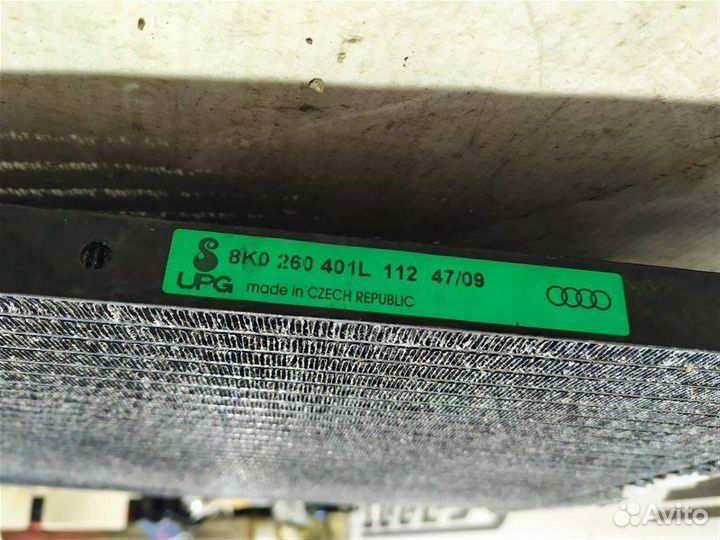 8K0 260 401L 112 47/09
UPG made in CZECH REPUBLIC
Avito